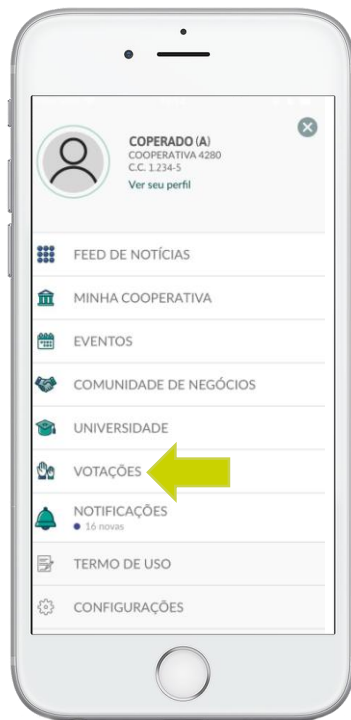 COPERADO (A)
COOPERATIVA 4280
C.C. 1.234-5
Ver seu perfil
FEED DE NOTÍCIAS
MINHA COOPERATIVA
EVENTOS
COMUNIDADE DE NEGÓCIOS
UNIVERSIDADE
VOTAÇÕES
NOTIFICAÇÕES
16 novas
TERMO DE USO
CONFIGURAÇÕES